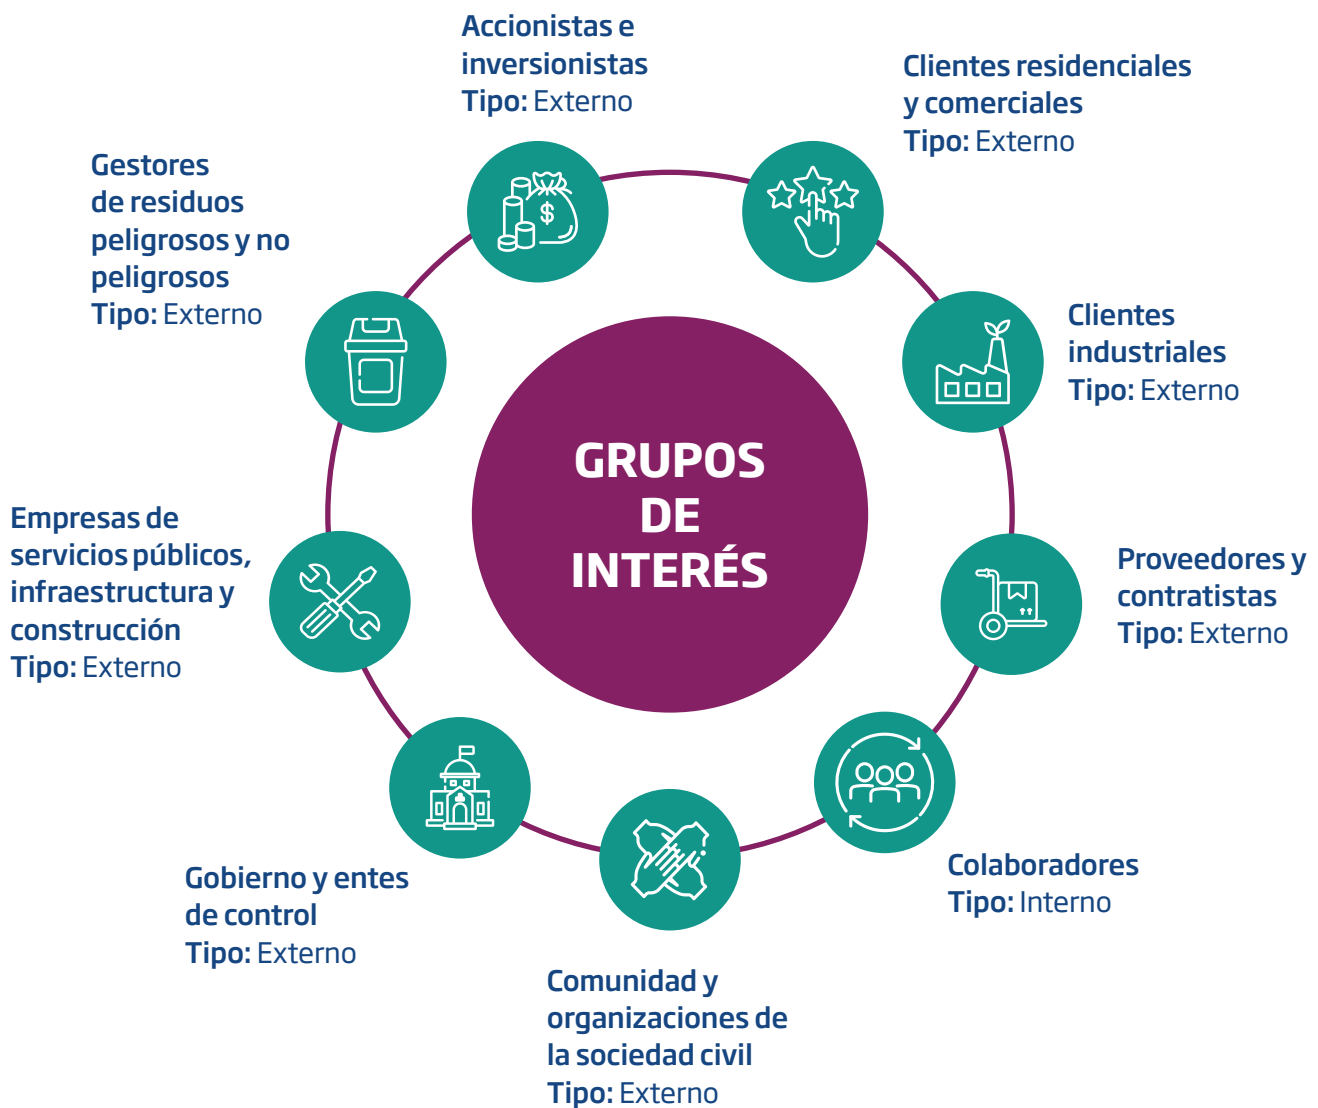 Accionistas e
inversionistas
Tipo: Externo
Clientes residenciales
y comerciales
Tipo: Externo
Gestores
de residuos
peligrosos y no
peligrosos
Tipo: Externo
$
Clientes
industriales
Tipo: Externo
GRUPOS
DE
INTERÉS
Empresas de
servicios públicos,
infraestructura y
construcción
Tipo: Externo
Proveedores y
contratistas
Tipo: Externo
Colaboradores
Tipo: Interno
Gobierno y entes
de control
Tipo: Externo
Comunidad y
organizaciones de
la sociedad civil
Tipo: Externo